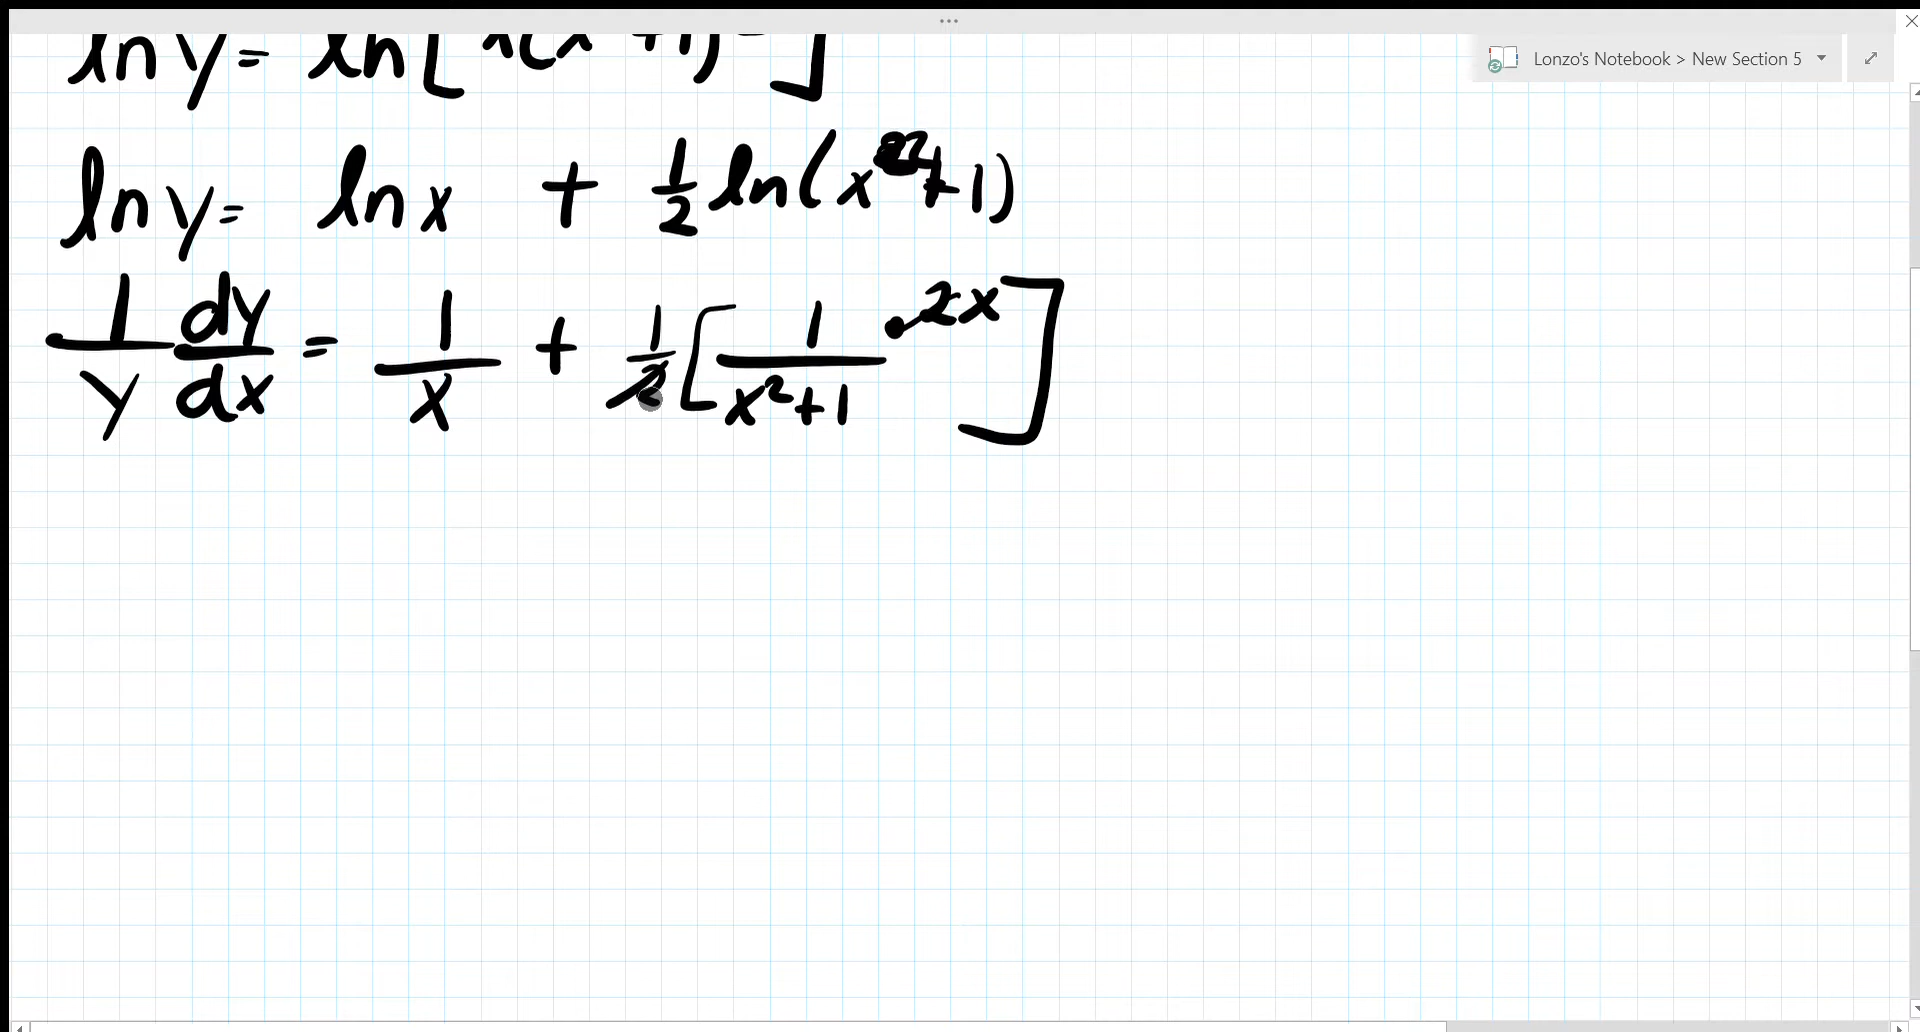 Lonzo's Notebook > New Section 5
ln y =
ln y = ln x + 1/2 ln(x²+1)
1/y dy/dx = 1/x + 1/2 [1/(x²+1) · 2x]